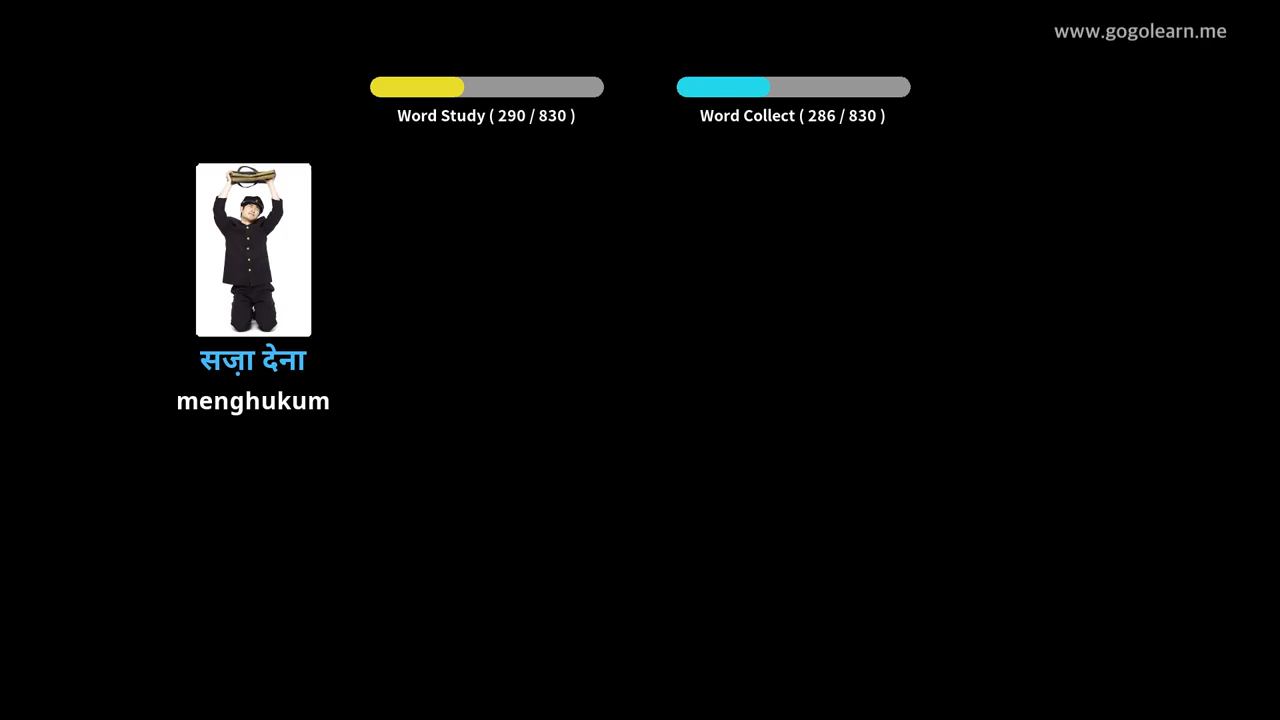 www.gogolearn.me
Word Study ( 290 / 830 )
Word Collect ( 286 / 830 )
सज़ा देना
menghukum